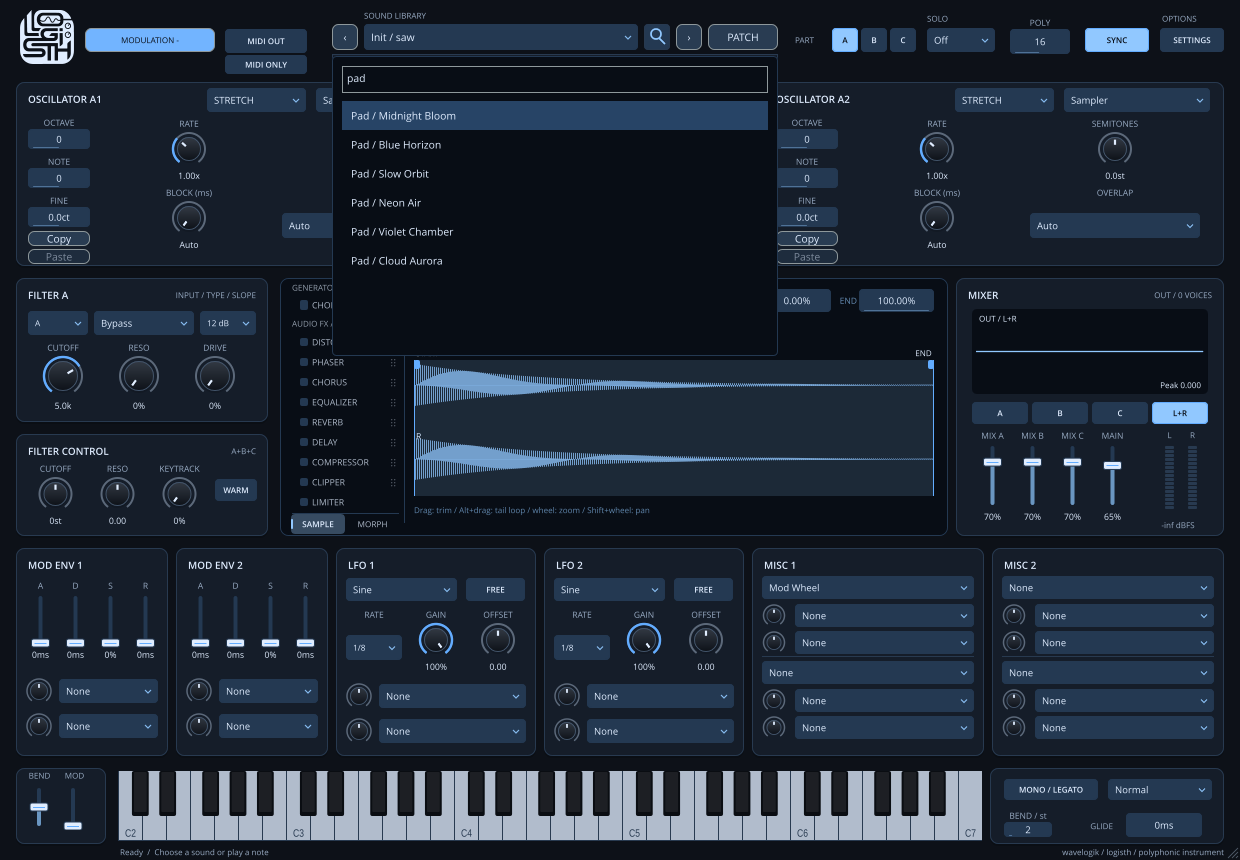 LOGISTH
MODULATION -
MIDI OUT
MIDI ONLY
SOUND LIBRARY
‹
Init / saw
›
PATCH
PART
A
B
C
SOLO
Off
POLY
16
SYNC
OPTIONS
SETTINGS
pad
Pad / Midnight Bloom
Pad / Blue Horizon
Pad / Slow Orbit
Pad / Neon Air
Pad / Violet Chamber
Pad / Cloud Aurora
OSCILLATOR A1
STRETCH
OCTAVE
0
NOTE
0
FINE
0.0ct
Copy
Paste
RATE
1.00x
BLOCK (ms)
Auto
Auto
OSCILLATOR A2
STRETCH
Sampler
OCTAVE
0
NOTE
0
FINE
0.0ct
Copy
Paste
RATE
1.00x
BLOCK (ms)
Auto
SEMITONES
0.0st
OVERLAP
Auto
FILTER A
INPUT / TYPE / SLOPE
A
Bypass
12 dB
CUTOFF
RESO
DRIVE
5.0k
0%
0%
FILTER CONTROL
A+B+C
CUTOFF
RESO
KEYTRACK
WARM
0st
0.00
0%
PHASER
CHORUS
EQUALIZER
REVERB
DELAY
COMPRESSOR
CLIPPER
LIMITER
SAMPLE
MORPH
0.00%
END
100.00%
END
R
Drag: trim / Alt+drag: tail loop / wheel: zoom / Shift+wheel: pan
MIXER
OUT / 0 VOICES
OUT / L+R
Peak 0.000
A
B
C
L+R
MIX A
MIX B
MIX C
MAIN
L
R
70%
70%
70%
65%
-inf dBFS
MOD ENV 1
A
D
S
R
0ms
0ms
0%
0ms
None
None
MOD ENV 2
A
D
S
R
0ms
0ms
0%
0ms
None
None
LFO 1
Sine
FREE
RATE
GAIN
OFFSET
1/8
100%
0.00
None
None
LFO 2
Sine
FREE
RATE
GAIN
OFFSET
1/8
100%
0.00
None
None
MISC 1
Mod Wheel
None
None
None
None
None
MISC 2
None
None
None
None
None
None
BEND
MOD
C2
C3
C4
C5
C6
C7
MONO / LEGATO
Normal
BEND / st
2
GLIDE
0ms
Ready / Choose a sound or play a note
wavelogik / logisth / polyphonic instrument